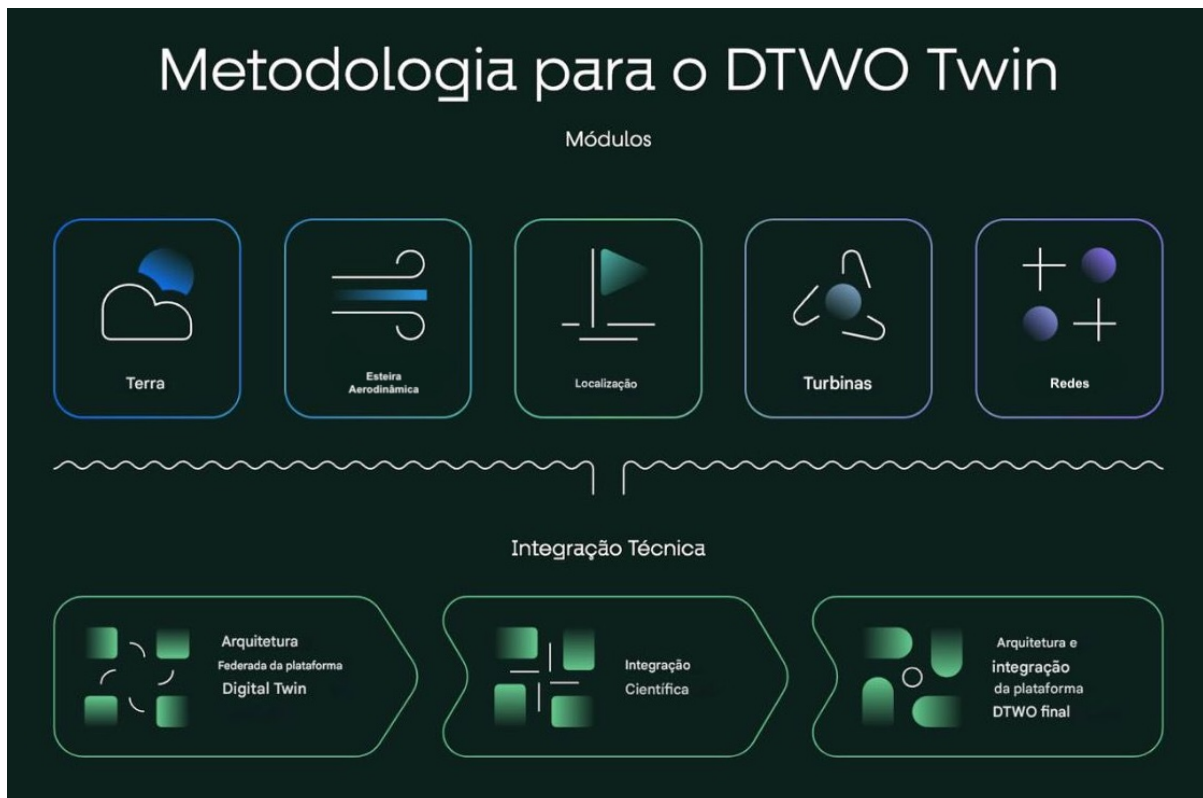 Metodologia para o DTWO Twin
Módulos
Terra
Esteira
Aerodinâmica
Localização
Turbinas
Redes
Integração Técnica
Arquitetura
Federada da plataforma
Digital Twin
Integração
Científica
Arquitetura e
integração
da plataforma
DTWO final